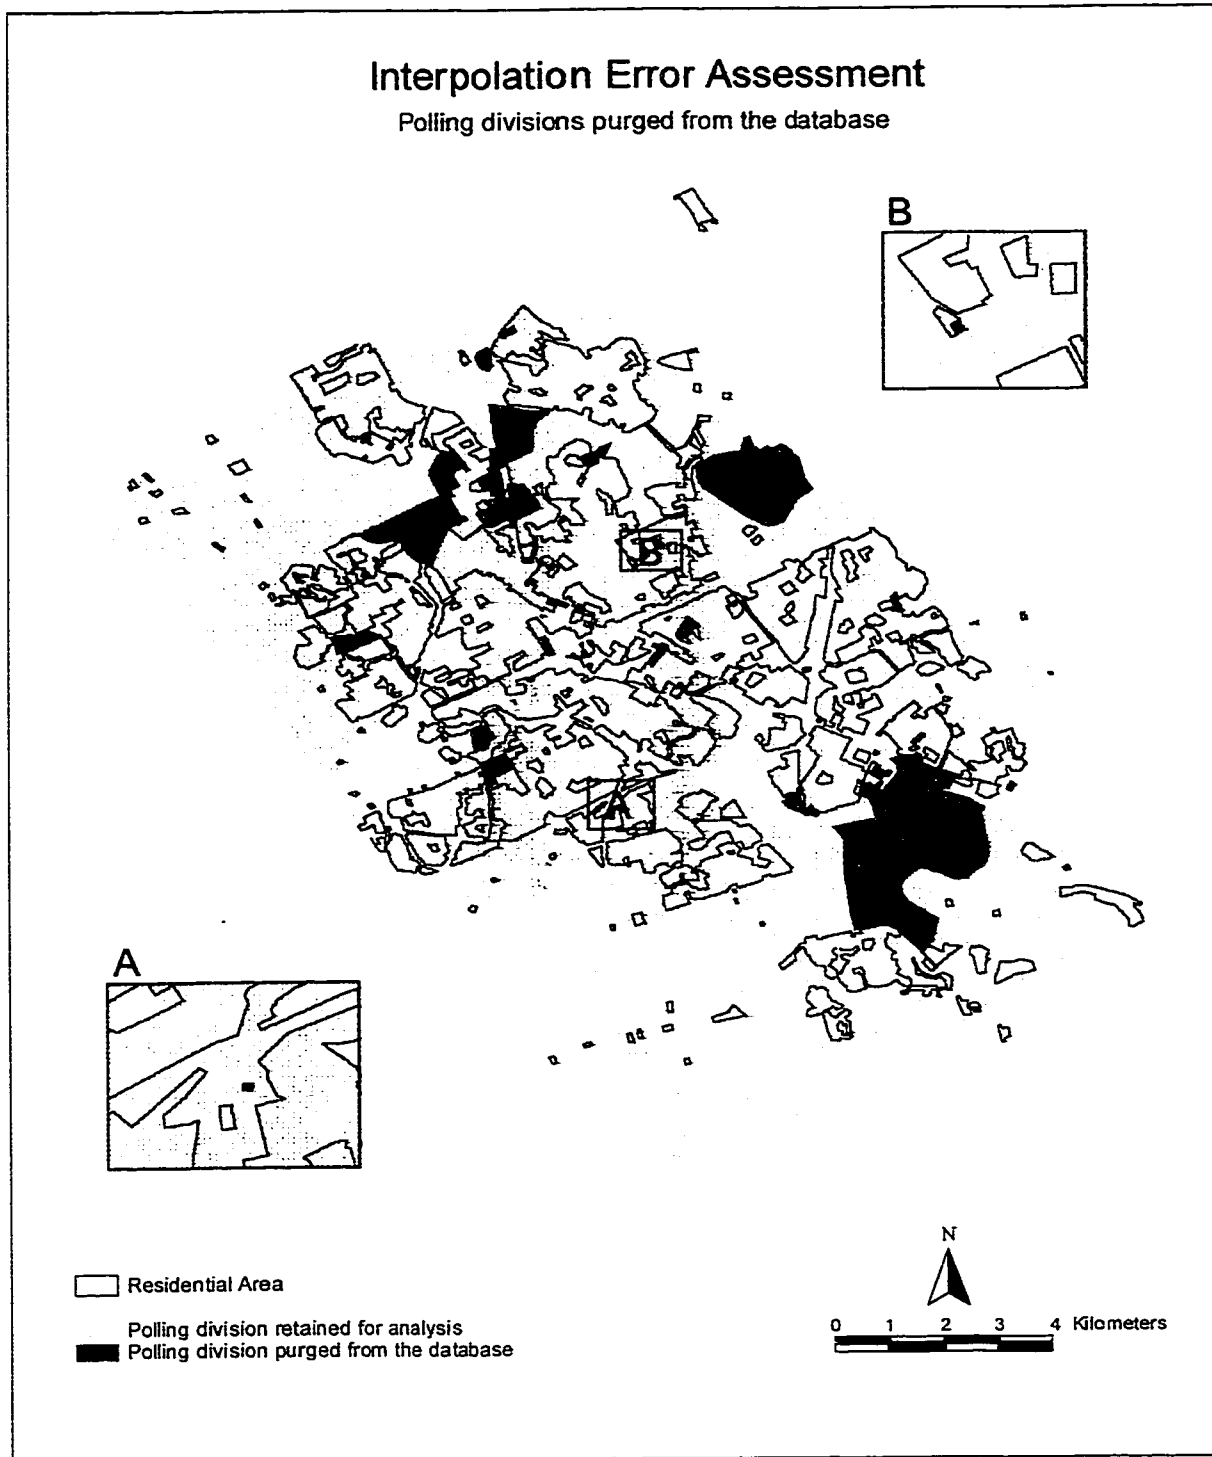 Interpolation Error Assessment
Polling divisions purged from the database
B
B
A
A
N
Residential Area
Polling division retained for analysis
Polling division purged from the database
0 1 2 3 4 Kilometers